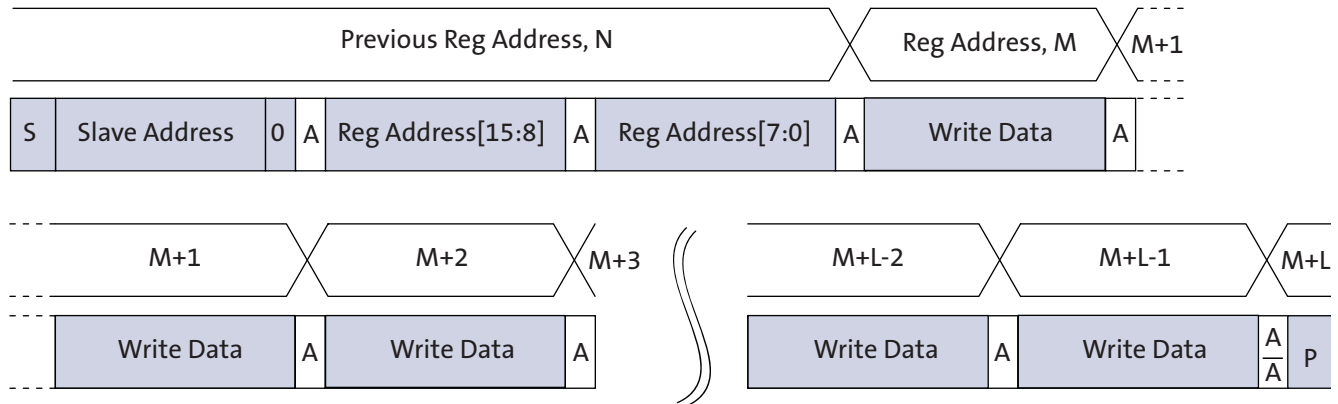 Previous Reg Address, N Reg Address, M M+1
S Slave Address 0 A Reg Address[15:8] A Reg Address[7:0] A Write Data A
M+1 M+2 M+3 M+L-2 M+L-1 M+L
Write Data A Write Data A Write Data A Write Data A/A̅ P